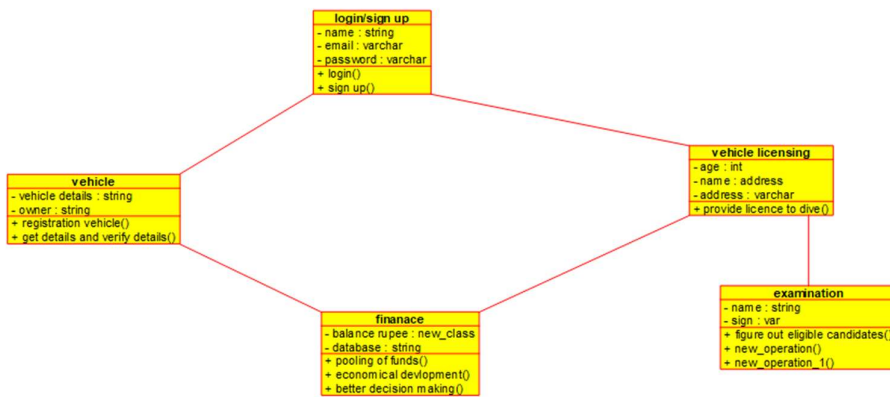 login/sign up
- name : string
- email : varchar
- password : varchar
+ login()
+ sign up()
vehicle
- vehicle details : string
- owner : string
+ registration vehicle()
+ get details and verify details()
vehicle licensing
- age : int
- name : address
- address : varchar
+ provide licence to dive()
finanace
- balance rupee : new_class
- database : string
+ pooling of funds()
+ economical devlopment()
+ better decision making()
examination
- name : string
- sign : var
+ figure out eligible candidates()
+ new_operation()
+ new_operation_1()